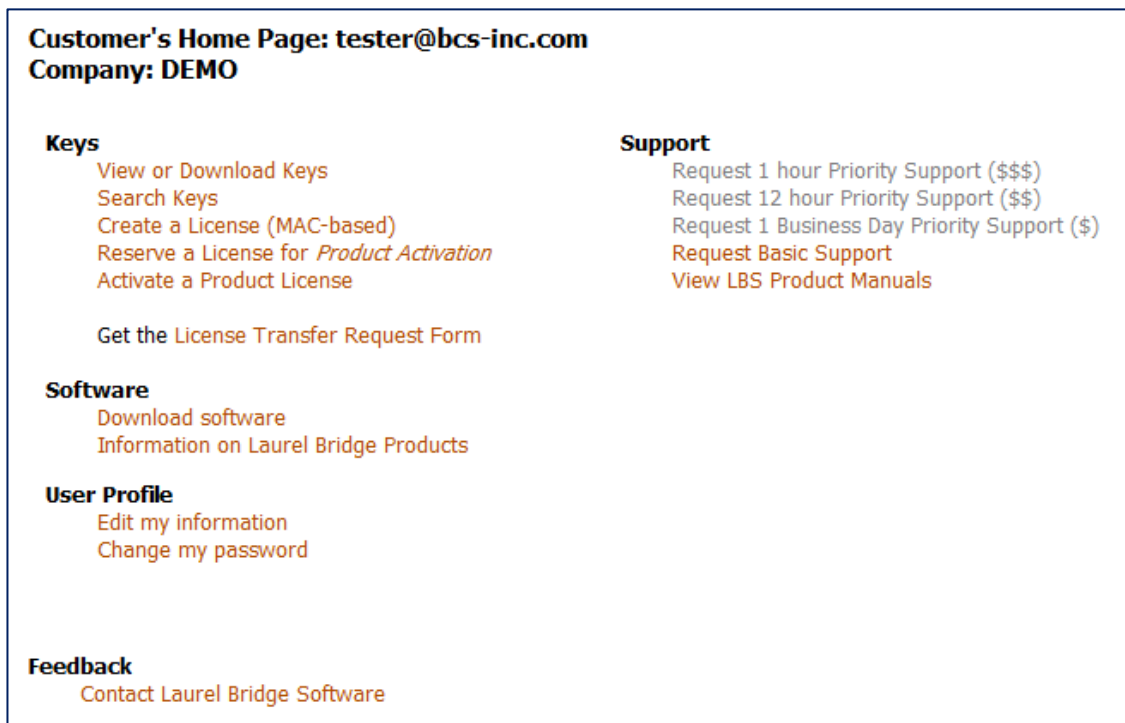 Customer's Home Page: tester@bcs-inc.com
Company: DEMO
Keys
View or Download Keys
Search Keys
Create a License (MAC-based)
Reserve a License for Product Activation
Activate a Product License
Get the License Transfer Request Form
Software
Download software
Information on Laurel Bridge Products
User Profile
Edit my information
Change my password
Support
Request 1 hour Priority Support ($$$)
Request 12 hour Priority Support ($$)
Request 1 Business Day Priority Support ($)
Request Basic Support
View LBS Product Manuals
Feedback
Contact Laurel Bridge Software